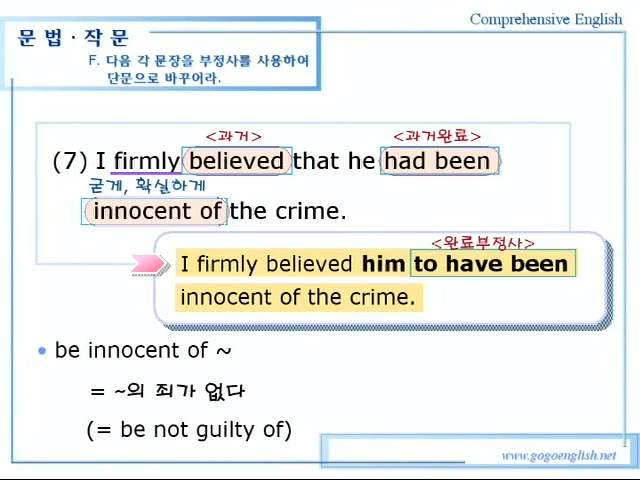 Comprehensive English
문 법 · 작 문
F. 다음 각 문장을 부정사를 사용하여
단문으로 바꾸어라.
<과거> <과거완료>
(7) I firmly believed that he had been
굳게, 확실하게
innocent of the crime.
<완료부정사>
I firmly believed him to have been
innocent of the crime.
• be innocent of ~
= ~의 죄가 없다
(= be not guilty of)
www.gogoenglish.net